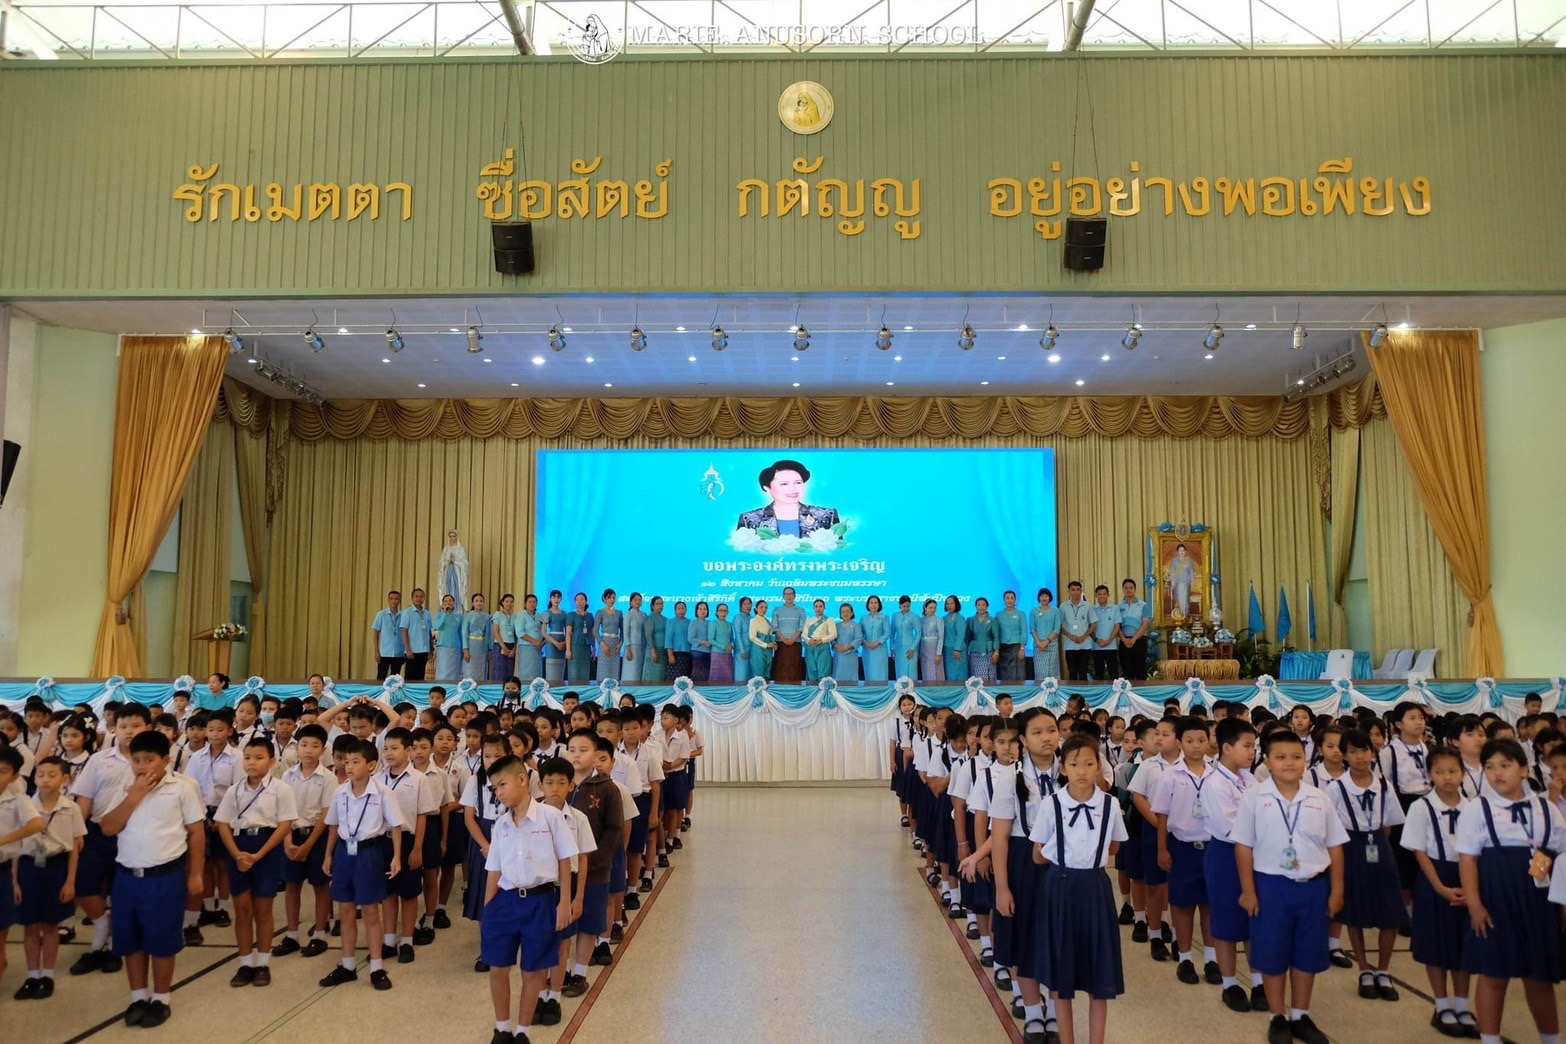 MARIE ANUSORN SCHOOL
รักเมตตา ซื่อสัตย์ กตัญญู อยู่อย่างพอเพียง
ขอพระองค์ทรงพระเจริญ
๑๒ สิงหาคม วันเฉลิมพระชนมพรรษา